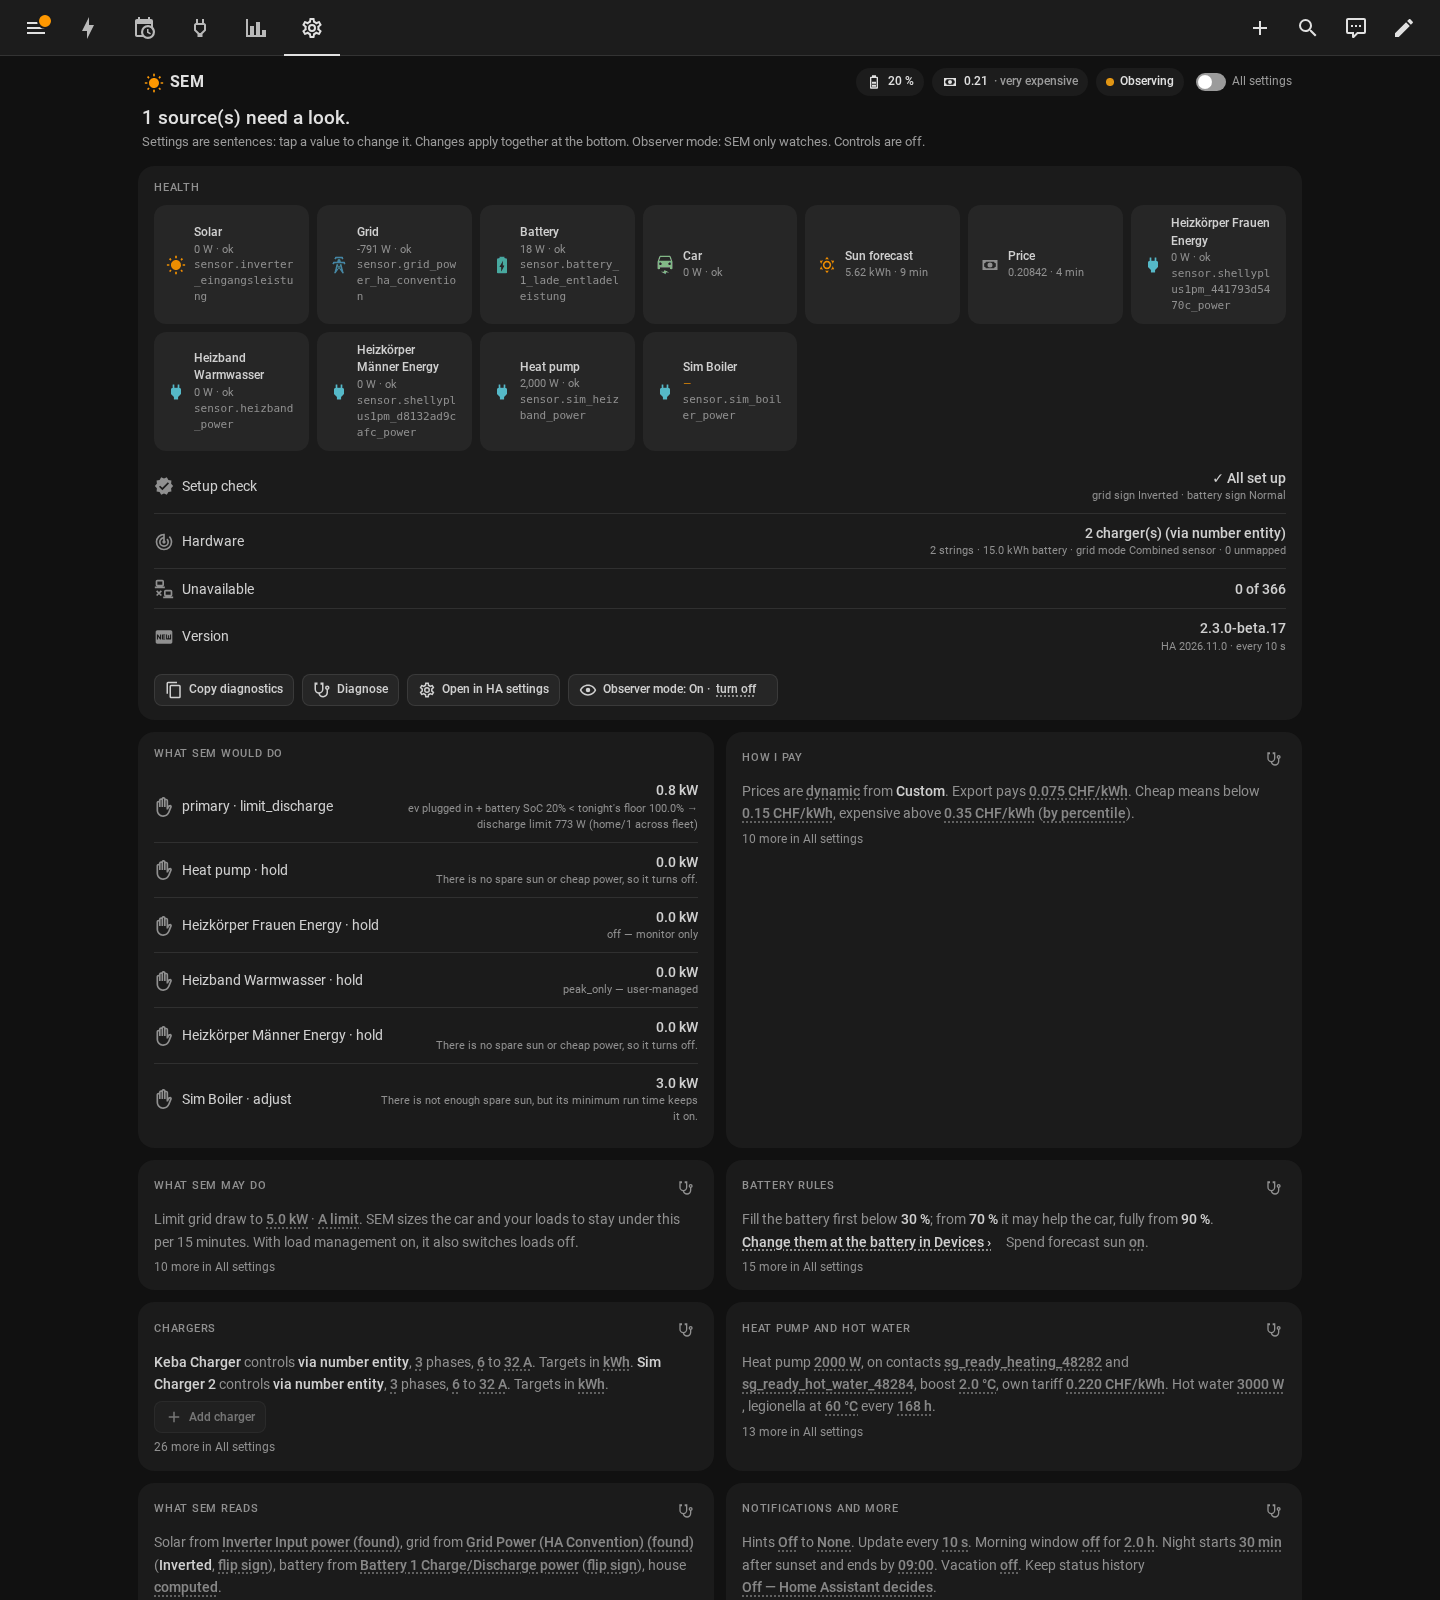 SEM
20 %
0.21 · very expensive
Observing
All settings
1 source(s) need a look.
Settings are sentences: tap a value to change it. Changes apply together at the bottom. Observer mode: SEM only watches. Controls are off.
HEALTH
Solar
0 W · ok
sensor.inverter
_eingangsleistu
ng
Grid
-791 W · ok
sensor.grid_pow
er_ha_conventio
n
Battery
18 W · ok
sensor.battery_
1_lade_entladel
eistung
Car
0 W · ok
Sun forecast
5.62 kWh · 9 min
Price
0.20842 · 4 min
Heizkörper Frauen
Energy
0 W · ok
sensor.shellypl
us1pm_441793d54
70c_power
Heizband
Warmwasser
0 W · ok
sensor.heizband
_power
Heizkörper
Männer Energy
0 W · ok
sensor.shellypl
us1pm_d8132ad9c
afc_power
Heat pump
2,000 W · ok
sensor.sim_heiz
band_power
Sim Boiler
—
sensor.sim_boil
er_power
Setup check
✓ All set up
grid sign Inverted · battery sign Normal
Hardware
2 charger(s) (via number entity)
2 strings · 15.0 kWh battery · grid mode Combined sensor · 0 unmapped
Unavailable
0 of 366
NEW
Version
2.3.0-beta.17
HA 2026.11.0 · every 10 s
Copy diagnostics
Diagnose
Open in HA settings
Observer mode: On · turn off
WHAT SEM WOULD DO
primary · limit_discharge
0.8 kW
ev plugged in + battery SoC 20% < tonight's floor 100.0% →
discharge limit 773 W (home/1 across fleet)
Heat pump · hold
0.0 kW
There is no spare sun or cheap power, so it turns off.
Heizkörper Frauen Energy · hold
0.0 kW
off — monitor only
Heizband Warmwasser · hold
0.0 kW
peak_only — user-managed
Heizkörper Männer Energy · hold
0.0 kW
There is no spare sun or cheap power, so it turns off.
Sim Boiler · adjust
3.0 kW
There is not enough spare sun, but its minimum run time keeps
it on.
HOW I PAY
Prices are dynamic from Custom. Export pays 0.075 CHF/kWh. Cheap means below
0.15 CHF/kWh, expensive above 0.35 CHF/kWh (by percentile).
10 more in All settings
WHAT SEM MAY DO
Limit grid draw to 5.0 kW · A limit. SEM sizes the car and your loads to stay under this
per 15 minutes. With load management on, it also switches loads off.
10 more in All settings
BATTERY RULES
Fill the battery first below 30 %; from 70 % it may help the car, fully from 90 %.
Change them at the battery in Devices › Spend forecast sun on.
15 more in All settings
CHARGERS
Keba Charger controls via number entity, 3 phases, 6 to 32 A. Targets in kWh. Sim
Charger 2 controls via number entity, 3 phases, 6 to 32 A. Targets in kWh.
Add charger
26 more in All settings
HEAT PUMP AND HOT WATER
Heat pump 2000 W, on contacts sg_ready_heating_48282 and
sg_ready_hot_water_48284, boost 2.0 °C, own tariff 0.220 CHF/kWh. Hot water 3000 W
, legionella at 60 °C every 168 h.
13 more in All settings
WHAT SEM READS
Solar from Inverter Input power (found), grid from Grid Power (HA Convention) (found)
(Inverted, flip sign), battery from Battery 1 Charge/Discharge power (flip sign), house
computed.
NOTIFICATIONS AND MORE
Hints Off to None. Update every 10 s. Morning window off for 2.0 h. Night starts 30 min
after sunset and ends by 09:00. Vacation off. Keep status history
Off — Home Assistant decides.